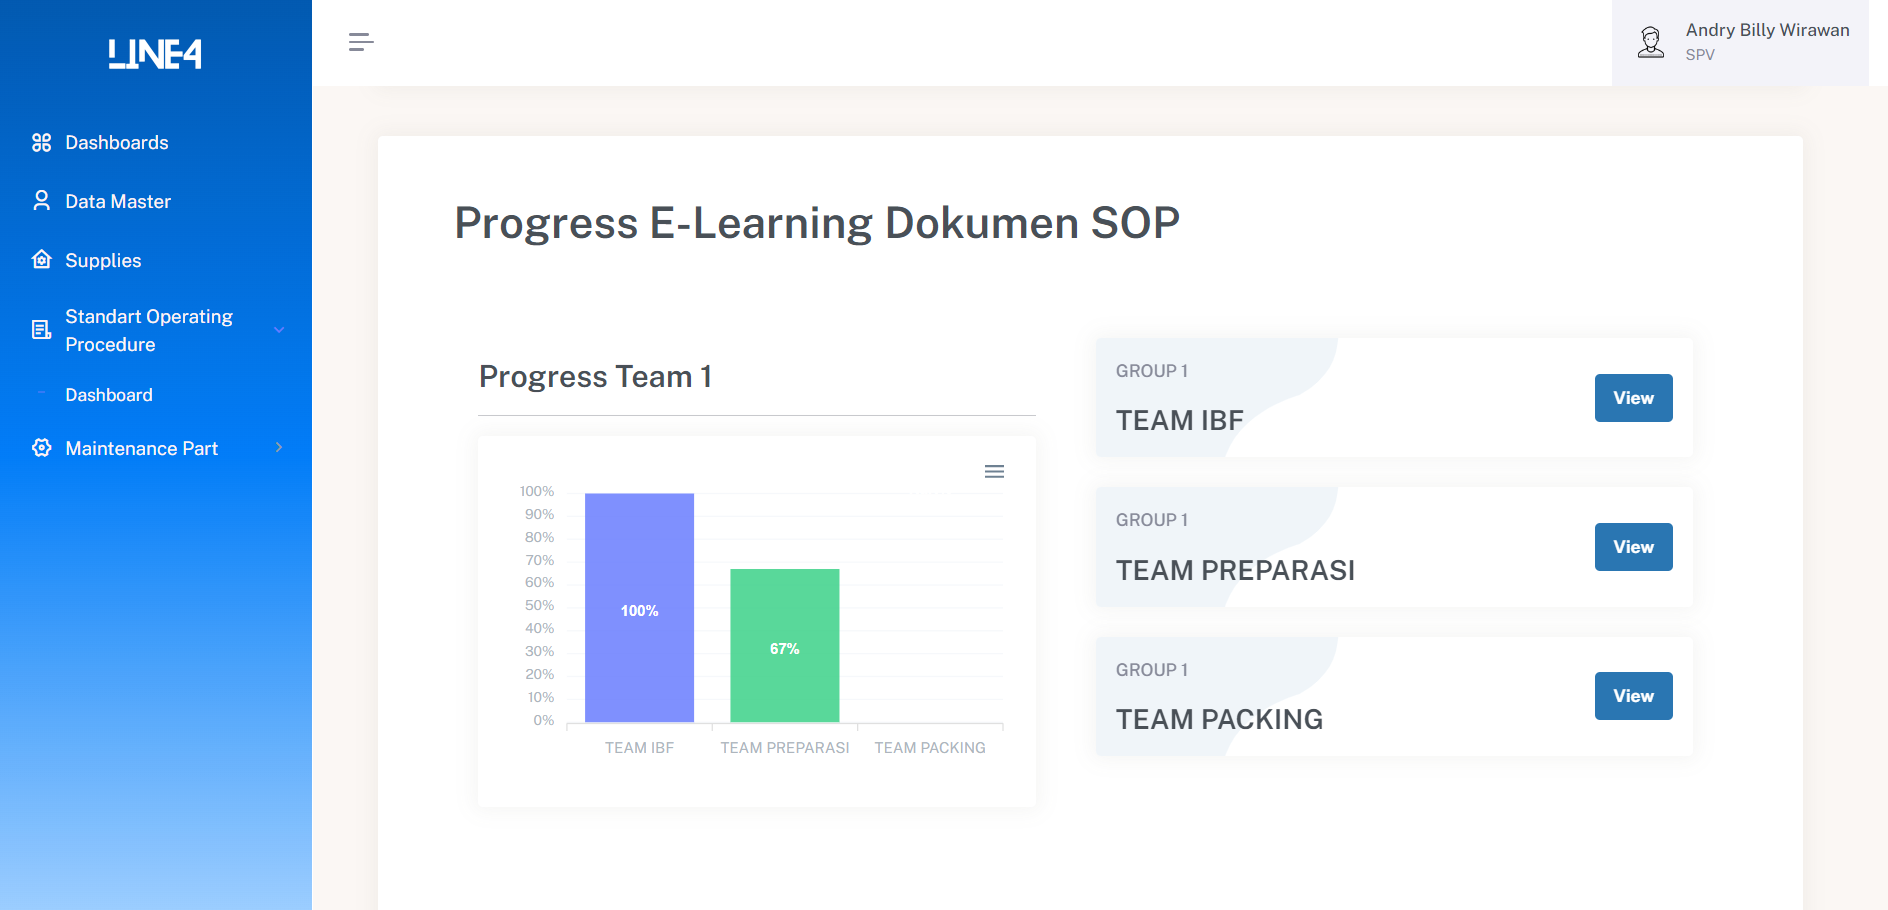 LINE4
Andry Billy Wirawan
SPV
Dashboards
Data Master
Supplies
Standart Operating
Procedure
Dashboard
Maintenance Part
Progress E-Learning Dokumen SOP
Progress Team 1
100%
90%
80%
70%
60%
50%
40%
30%
20%
10%
0%
100%
67%
TEAM IBF
TEAM PREPARASI
TEAM PACKING
GROUP 1
TEAM IBF
View
GROUP 1
TEAM PREPARASI
View
GROUP 1
TEAM PACKING
View